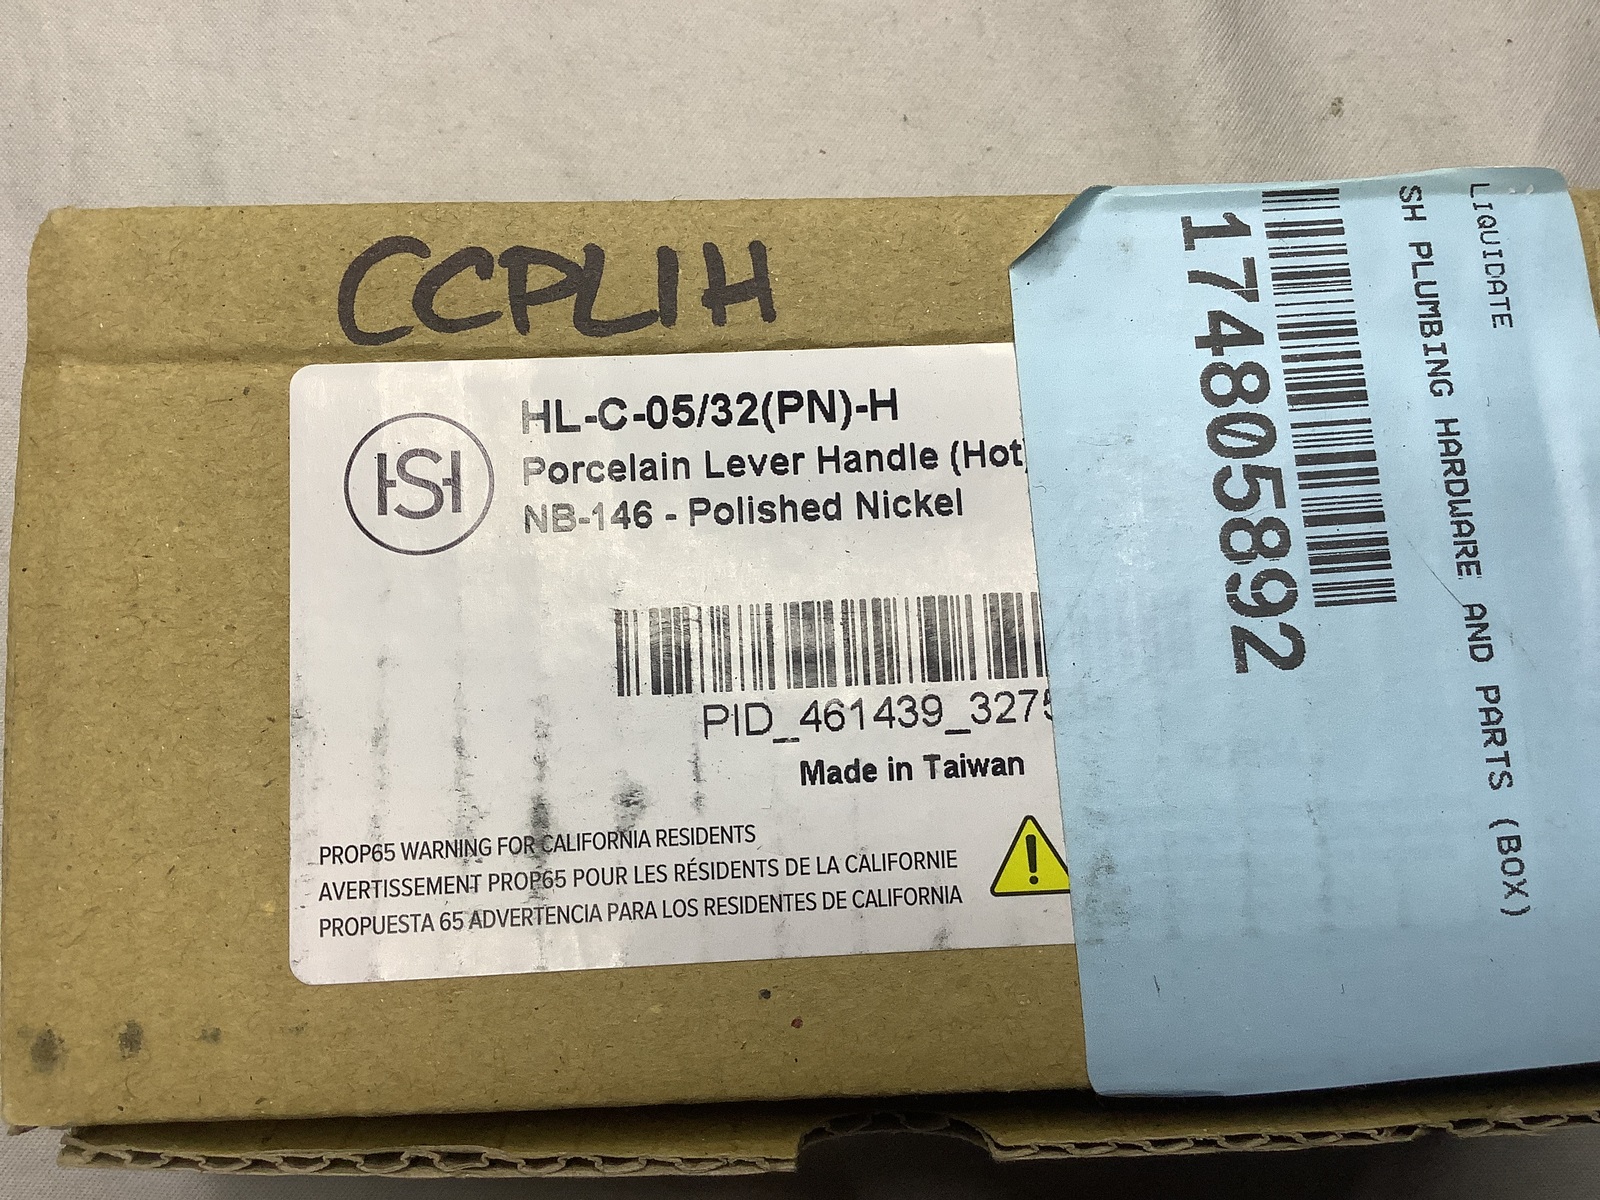 CCPL1H
HSH
HL-C-05/32(PN)-H
Porcelain Lever Handle (Hot)
NB-146 - Polished Nickel
PID_461439_3275
Made in Taiwan
PROP65 WARNING FOR CALIFORNIA RESIDENTS
AVERTISSEMENT PROP65 POUR LES RÉSIDENTS DE LA CALIFORNIE
PROPUESTA 65 ADVERTENCIA PARA LOS RESIDENTES DE CALIFORNIA
LIQUIDATE
SH PLUMBING HARDWARE AND PARTS (BOX)
174805892